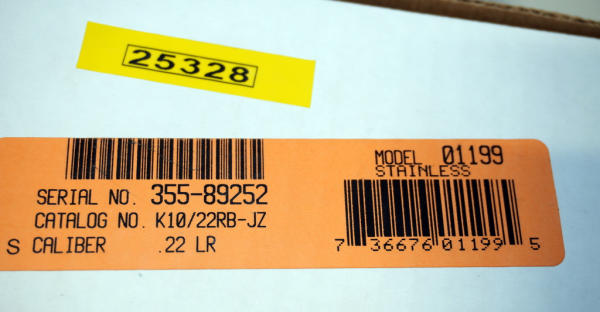 25328
MODEL 01199
STAINLESS
SERIAL NO. 355-89252
CATALOG NO. K10/22RB-JZ
S CALIBER .22 LR
7 36676 01199 5